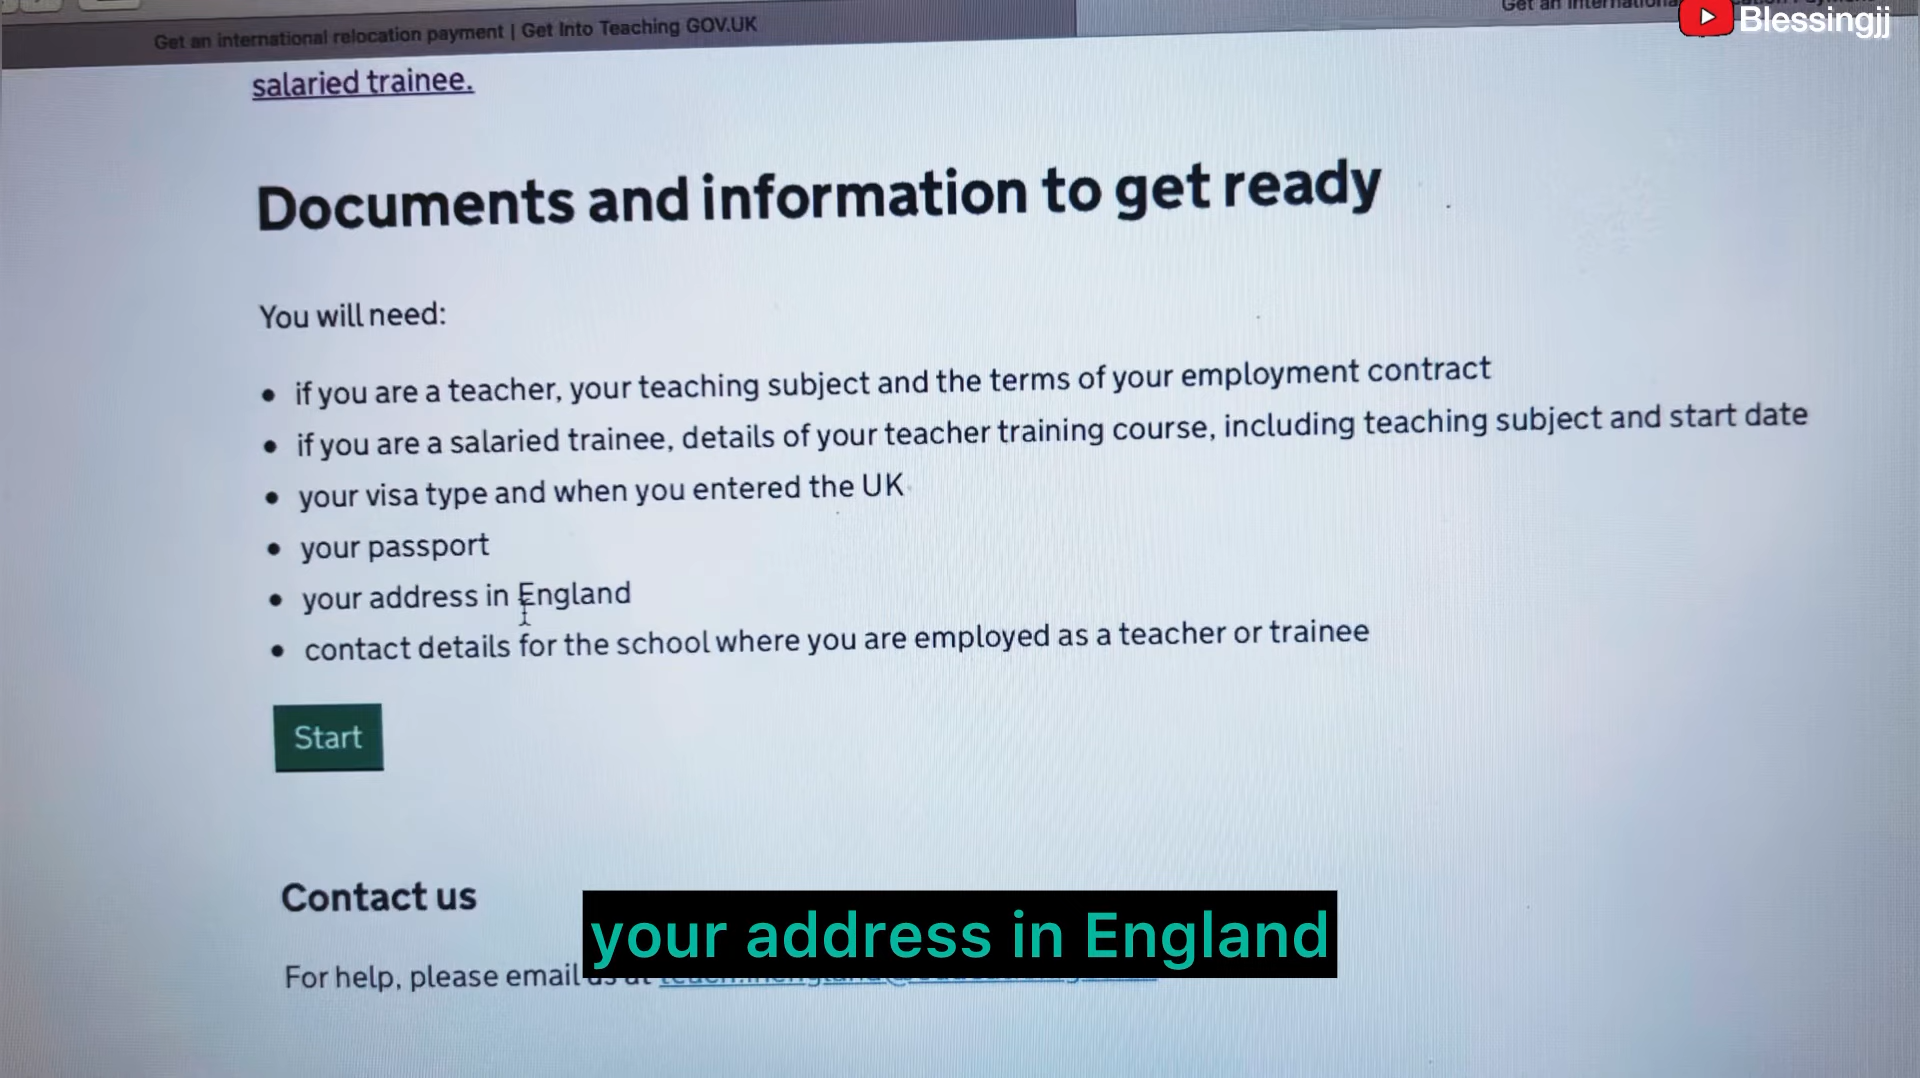 Get an international relocation payment | Get Into Teaching GOV.UK
Get an
Blessingjj
salaried trainee.
Documents and information to get ready
You will need:
if you are a teacher, your teaching subject and the terms of your employment contract
if you are a salaried trainee, details of your teacher training course, including teaching subject and start date
your visa type and when you entered the UK
your passport
your address in England
contact details for the school where you are employed as a teacher or trainee
Start
Contact us
your address in England
For help, please email us at